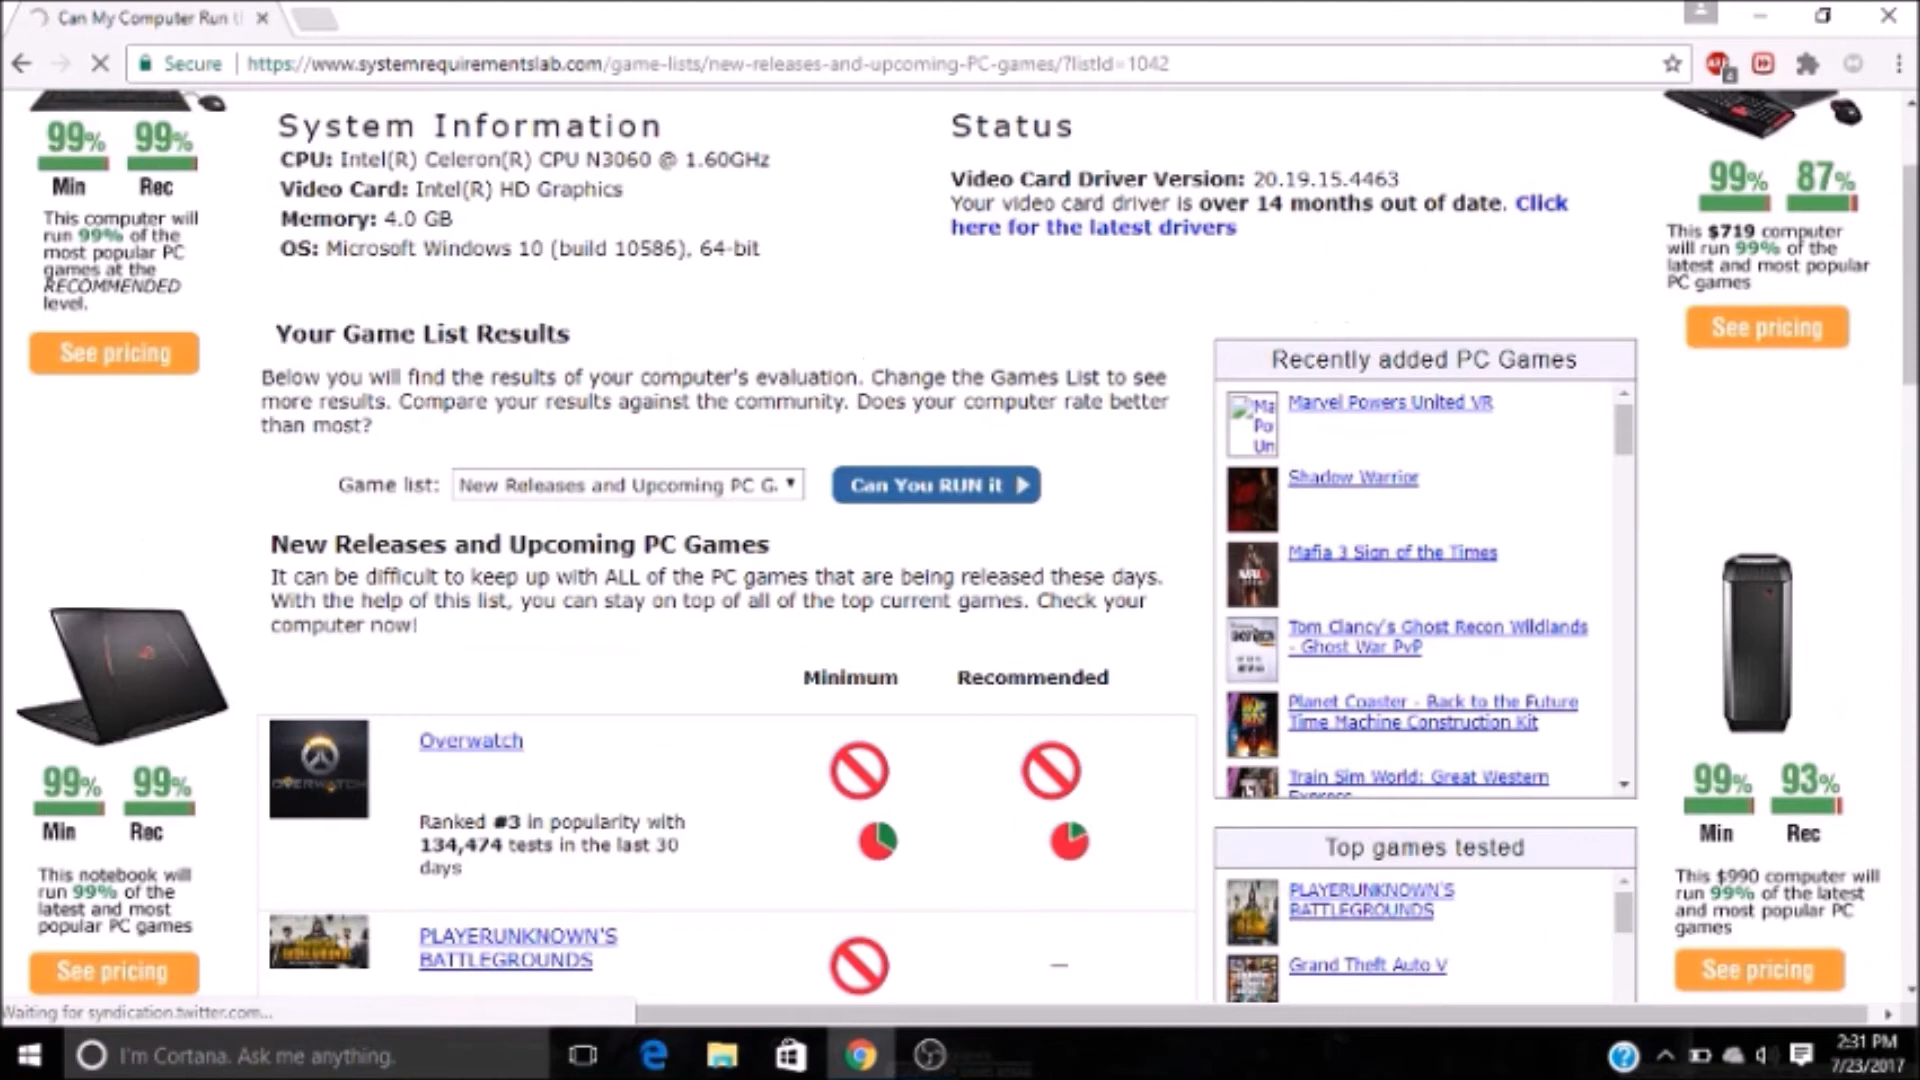 Can My Computer Run t
Secure | https://www.systemrequirementslab.com/game-lists/new-releases-and-upcoming-PC-games/?listId=1042
99% 99%
Min Rec
This computer will
run 99% of the
most popular PC
games at the
RECOMMENDED
level.
See pricing
99% 99%
Min Rec
This notebook will
run 99% of the
latest and most
popular PC games
See pricing
System Information
CPU: Intel(R) Celeron(R) CPU N3060 @ 1.60GHz
Video Card: Intel(R) HD Graphics
Memory: 4.0 GB
OS: Microsoft Windows 10 (build 10586), 64-bit
Status
Video Card Driver Version: 20.19.15.4463
Your video card driver is over 14 months out of date. Click
here for the latest drivers
Your Game List Results
Below you will find the results of your computer's evaluation. Change the Games List to see
more results. Compare your results against the community. Does your computer rate better
than most?
Game list: New Releases and Upcoming PC G.
Can You RUN it
New Releases and Upcoming PC Games
It can be difficult to keep up with ALL of the PC games that are being released these days.
With the help of this list, you can stay on top of all of the top current games. Check your
computer now!
Minimum Recommended
OVERWATCH
Overwatch
Ranked #3 in popularity with
134,474 tests in the last 30
days
PLAYERUNKNOWN'S
BATTLEGROUNDS
—
Recently added PC Games
Ma
Po
Un
Marvel Powers United VR
Shadow Warrior
Mafia 3 Sign of the Times
Tom Clancy's Ghost Recon Wildlands
- Ghost War PvP
Planet Coaster - Back to the Future
Time Machine Construction Kit
Train Sim World: Great Western
Express
Top games tested
PLAYERUNKNOWN'S
BATTLEGROUNDS
Grand Theft Auto V
99% 87%
This $719 computer
will run 99% of the
latest and most popular
PC games
See pricing
99% 93%
Min Rec
This $990 computer will
run 99% of the latest
and most popular PC
games
See pricing
Waiting for syndication.twitter.com...
I'm Cortana. Ask me anything.
2:31 PM
7/23/2017